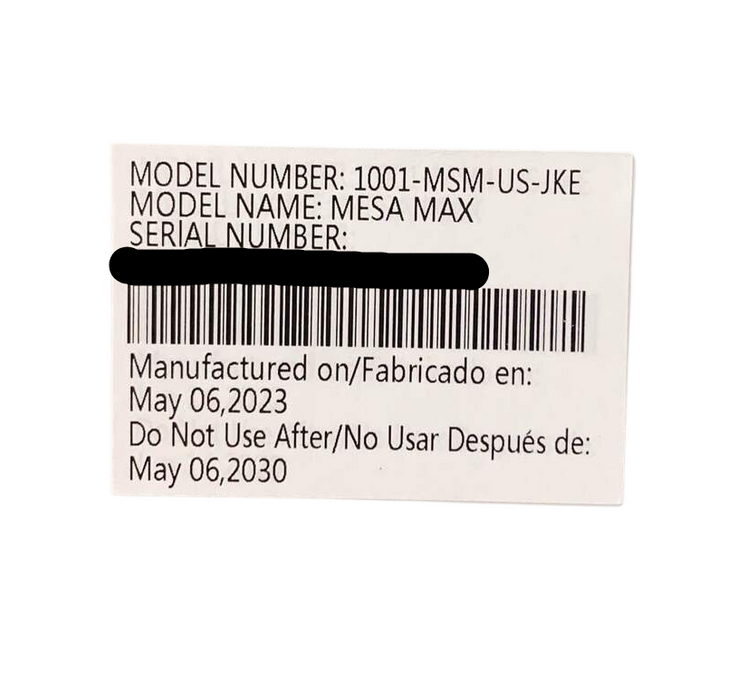 MODEL NUMBER: 1001-MSM-US-JKE
MODEL NAME: MESA MAX
SERIAL NUMBER:
Manufactured on/Fabricado en:
May 06,2023
Do Not Use After/No Usar Después de:
May 06,2030